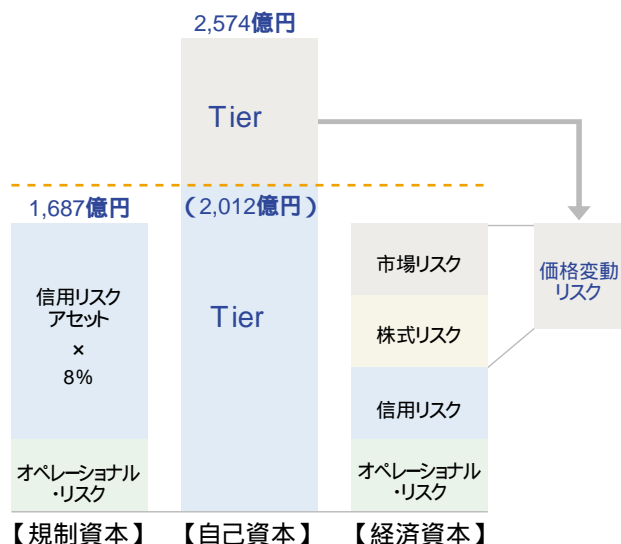 2,574億円
Tier
1,687億円
(2,012億円)
信用リスク
アセット
×
8%
Tier
市場リスク
株式リスク
信用リスク
価格変動
リスク
オペレーショナル
・リスク
オペレーショナル
・リスク
【規制資本】
【自己資本】
【経済資本】